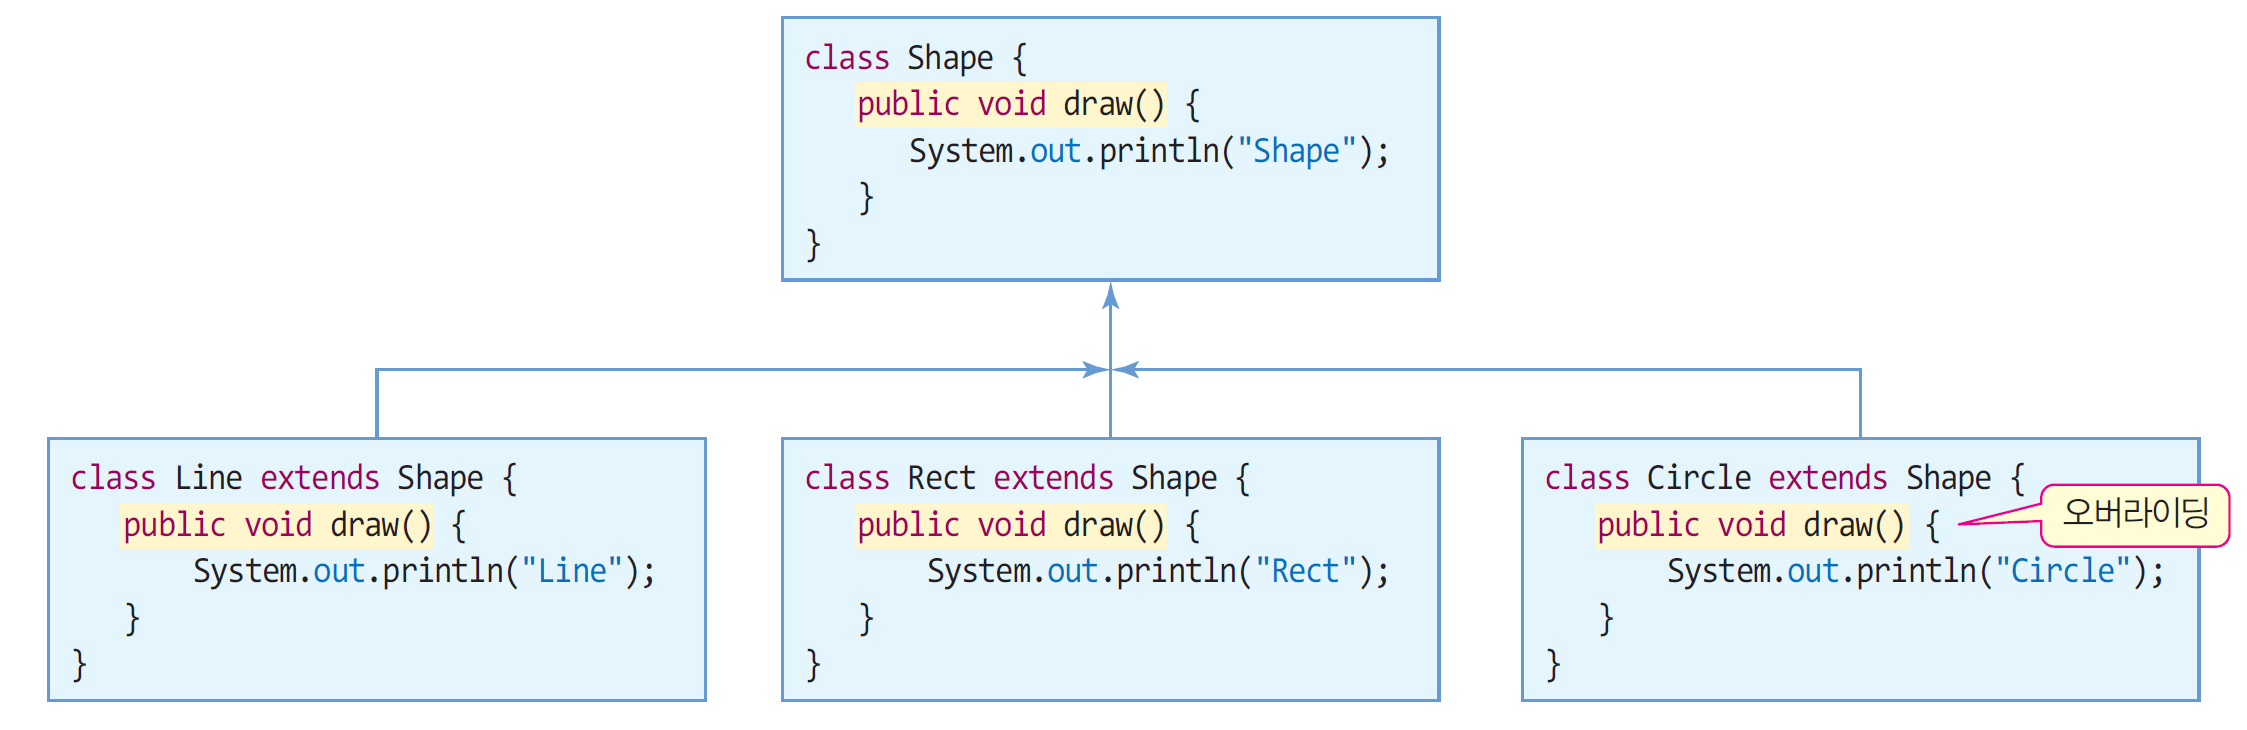 class Shape {
   public void draw() {
      System.out.println("Shape");
   }
}
class Line extends Shape {
   public void draw() {
       System.out.println("Line");
   }
}
class Rect extends Shape {
   public void draw() {
       System.out.println("Rect");
   }
}
class Circle extends Shape {
   public void draw() {
       System.out.println("Circle");
   }
}
오버라이딩